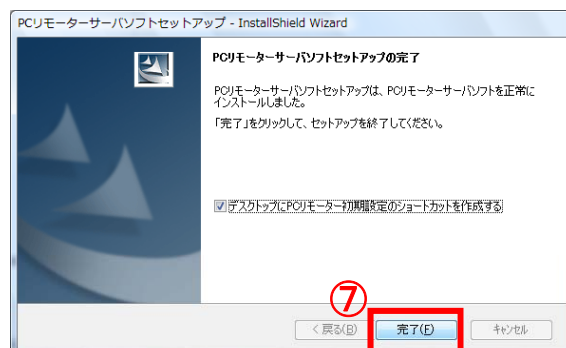 PCリモーターサーバソフトセットアップ - InstallShield Wizard
PCリモーターサーバソフトセットアップの完了
PCリモーターサーバソフトセットアップは、PCリモーターサーバソフトを正常に
インストールしました。
「完了」をクリックして、セットアップを終了してください。
デスクトップにPCリモーター初期設定のショートカットを作成する
⑦
< 戻る(B)
完了(F)
キャンセル